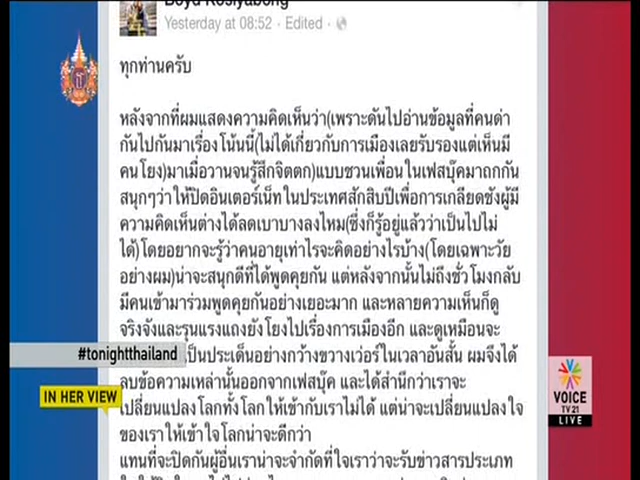 Boyd Kosiyabong
Yesterday at 08:52 · Edited ·
ทุกท่านครับ
หลังจากที่ผมแสดงความคิดเห็นว่า(เพราะดันไปอ่านข้อมูลที่คนด่า
กันไปกันมาเรื่องโน้นนี้(ไม่ได้เกี่ยวกับการเมืองเลยรับรองแต่เห็นมี
คนโยง)มาเมื่อวานจนรู้สึกจิตตก)แบบชวนเพื่อนในเฟสบุ๊คมาถกกัน
สนุกๆว่าให้ปิดอินเตอร์เน็ทในประเทศสักสิบปีเพื่อการเกลียดชังผู้มี
ความคิดเห็นต่างได้ลดเบาบางลงไหม(ซึ่งก็รู้อยู่แล้วว่าเป็นไปไม่
ได้)โดยอยากจะรู้ว่าคนอายุเท่าไรจะคิดอย่างไรบ้าง(โดยเฉพาะวัย
อย่างผม)น่าจะสนุกดีที่ได้พูดคุยกัน แต่หลังจากนั้นไม่ถึงชั่วโมงกลับ
มีคนเข้ามาร่วมพูดคุยกันอย่างเยอะมาก และหลายความเห็นก็ดู
จริงจังและรุนแรงแถงยังโยงไปเรื่องการเมืองอีก และดูเหมือนจะ
เป็นประเด็นอย่างกว้างขวางเว่อร์ในเวลาอันสั้น ผมจึงได้
ลบข้อความเหล่านั้นออกจากเฟสบุ๊ค และได้สำนึกว่าเราจะ
เปลี่ยนแปลงโลกทั้งโลกให้เข้ากับเราไม่ได้ แต่น่าจะเปลี่ยนแปลงใจ
ของเราให้เข้าใจโลกน่าจะดีกว่า
แทนที่จะปิดกันผู้อื่นเราน่าจะจำกัดที่ใจเราว่าจะรับข่าวสารประเภท
#tonightthailand
IN HER VIEW
VOICE
TV 21
LIVE